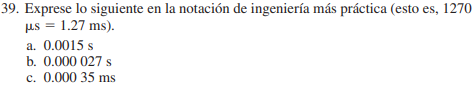 39. Exprese lo siguiente en la notación de ingeniería más práctica (esto es, 1270
μs = 1.27 ms).
a. 0.0015 s
b. 0.000 027 s
c. 0.000 35 ms